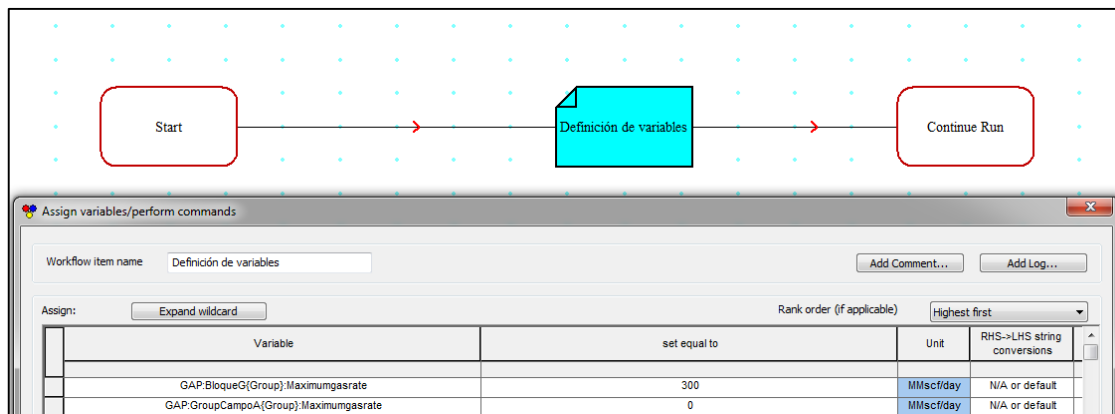 Start
Definición de variables
Continue Run
Assign variables/perform commands
Workflow item name
Definición de variables
Add Comment...
Add Log...
Assign:
Expand wildcard
Rank order (if applicable)
Highest first
Variable
set equal to
Unit
RHS->LHS string
conversions
GAP:BloqueG{Group}:Maximumgasrate
300
MMscf/day
N/A or default
GAP:GroupCampoA{Group}:Maximumgasrate
0
MMscf/day
N/A or default